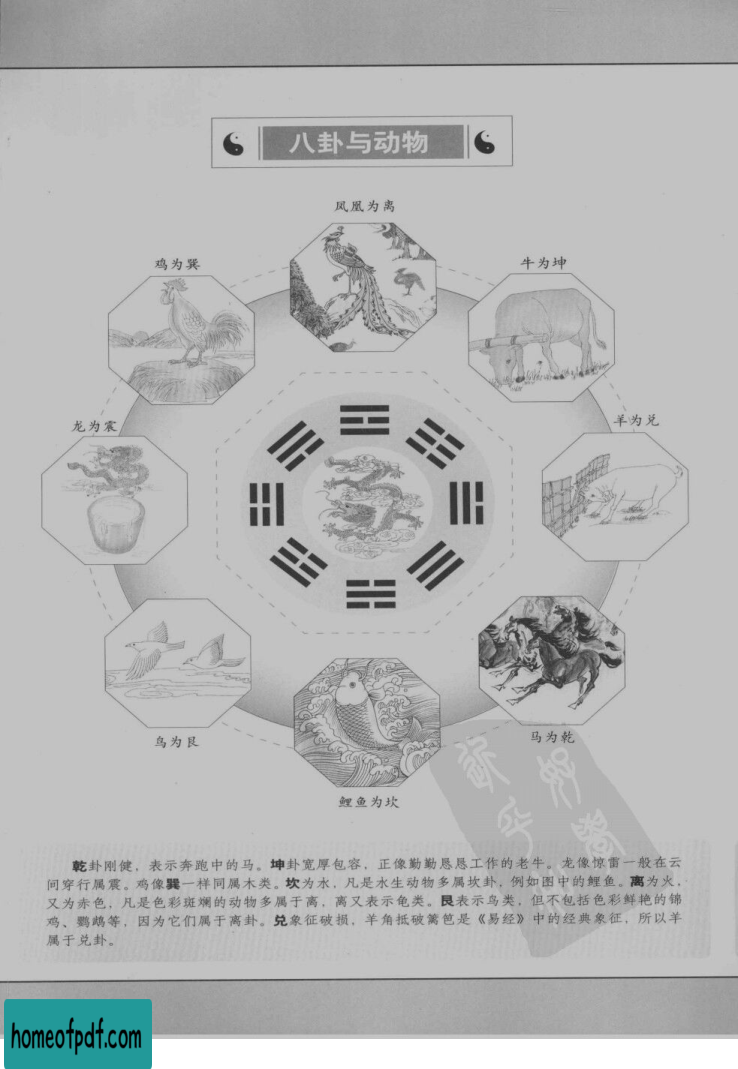 八卦与动物
凤凰为离
鸡为巽
牛为坤
龙为震
羊为兑
鸟为艮
马为乾
鲤鱼为坎
乾卦刚健，表示奔跑中的马。坤卦宽厚包容，正像勤勤恳恳工作的老牛。龙像惊雷一般在云
间穿行属震。鸡像巽一样同属木类。坎为水，凡是水生动物多属坎卦，例如图中的鲤鱼。离为火，
又为赤色，凡是色彩斑斓的动物多属于离，离又表示龟类。艮表示鸟类，但不包括色彩鲜艳的锦
鸡、鹦鹉等，因为它们属于离卦。兑象征破损，羊角抵破篱笆是《易经》中的经典象征，所以羊
属于兑卦。
homeofpdf.com